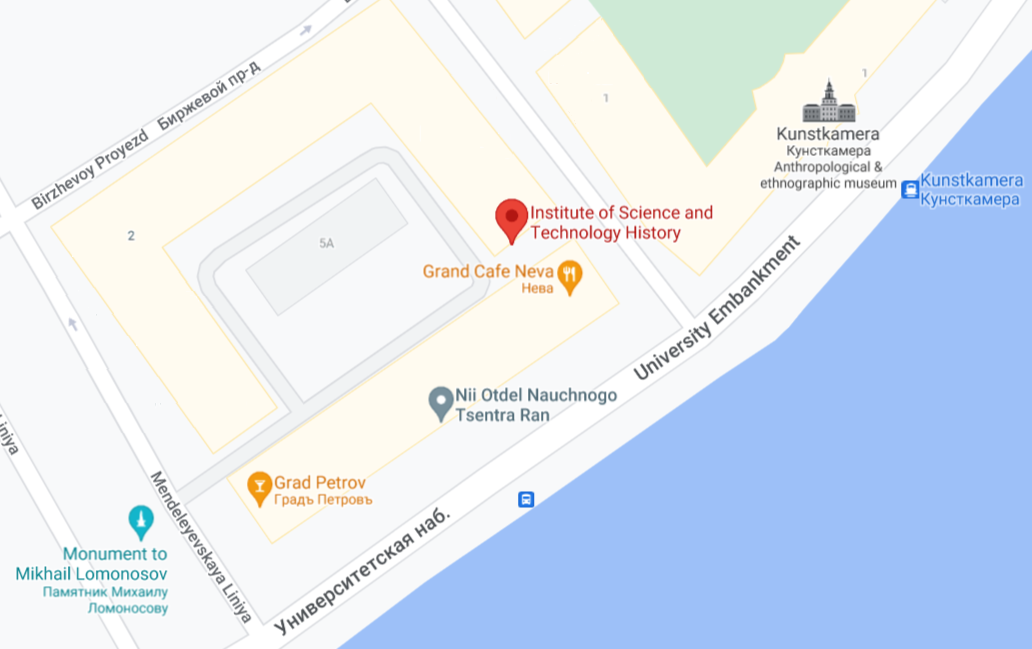 Birzhevoy Proyezd Биржевой пр-д
1
1
Kunstkamera
Кунсткамера
Anthropological &
ethnographic museum
Kunstkamera
Кунсткамера
Institute of Science and
Technology History
2
5A
Grand Cafe Neva
Нева
University Embankment
Nii Otdel Nauchnogo
Tsentra Ran
Liniya
Grad Petrov
Градъ Петровъ
Mendeleyevskaya Liniya
Monument to
Mikhail Lomonosov
Памятник Михаилу
Ломоносову
Университетская наб.